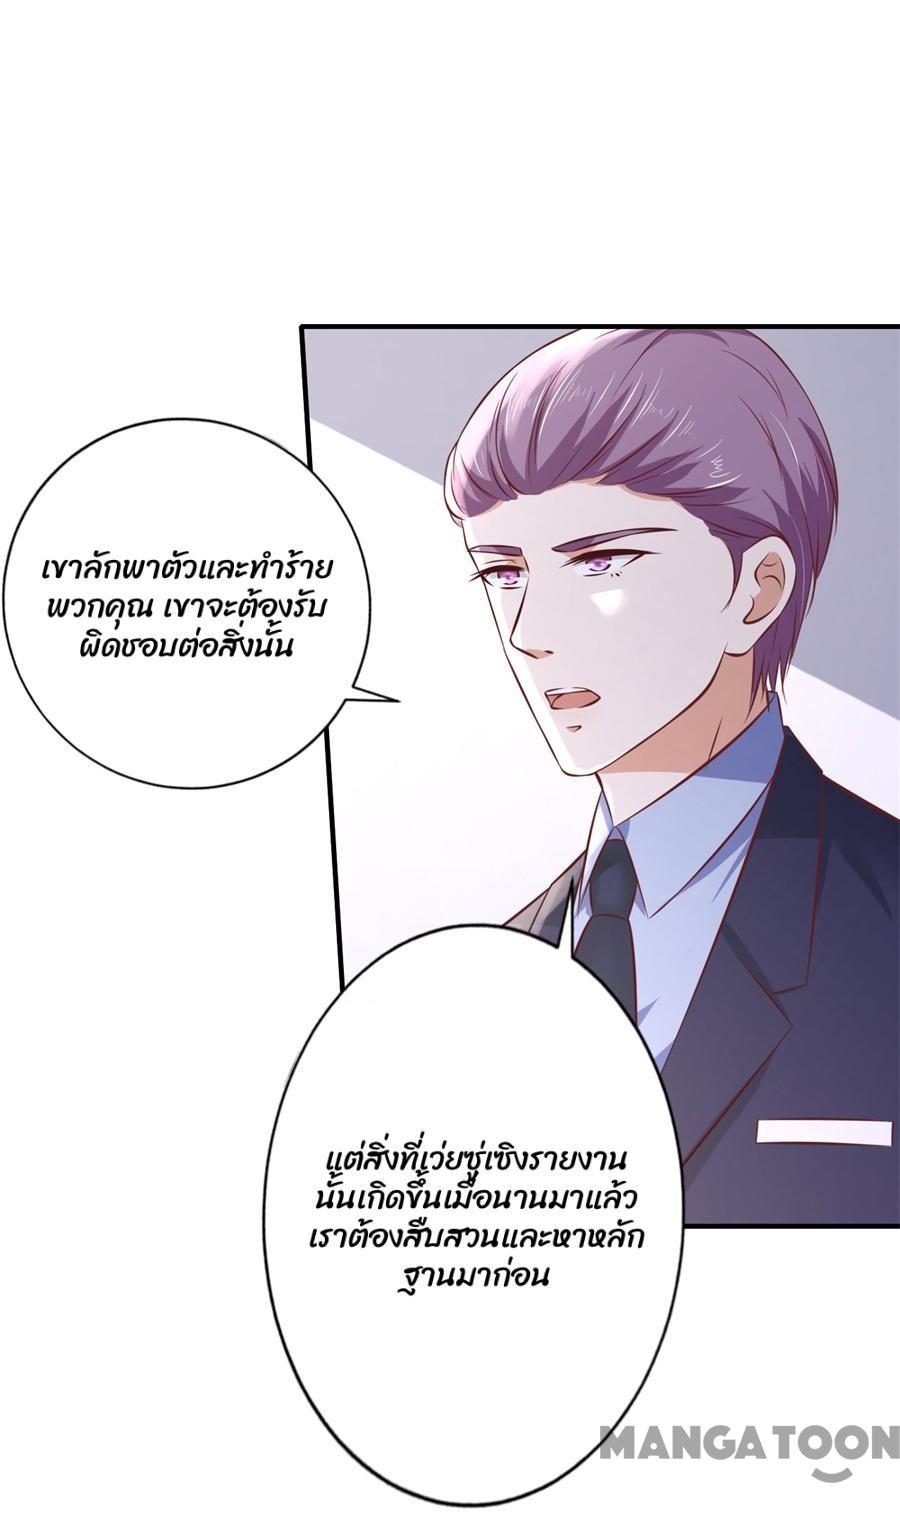 เขาลักพาตัวและทำร้าย
พวกคุณ เขาจะต้องรับ
ผิดชอบต่อสิ่งนั้น
แต่สิ่งที่เว่ยซู่เซิงรายงาน
นั้นเกิดขึ้นเมื่อนานมาแล้ว
เราต้องสืบสวนและหาหลัก
ฐานมาก่อน
MANGATOON